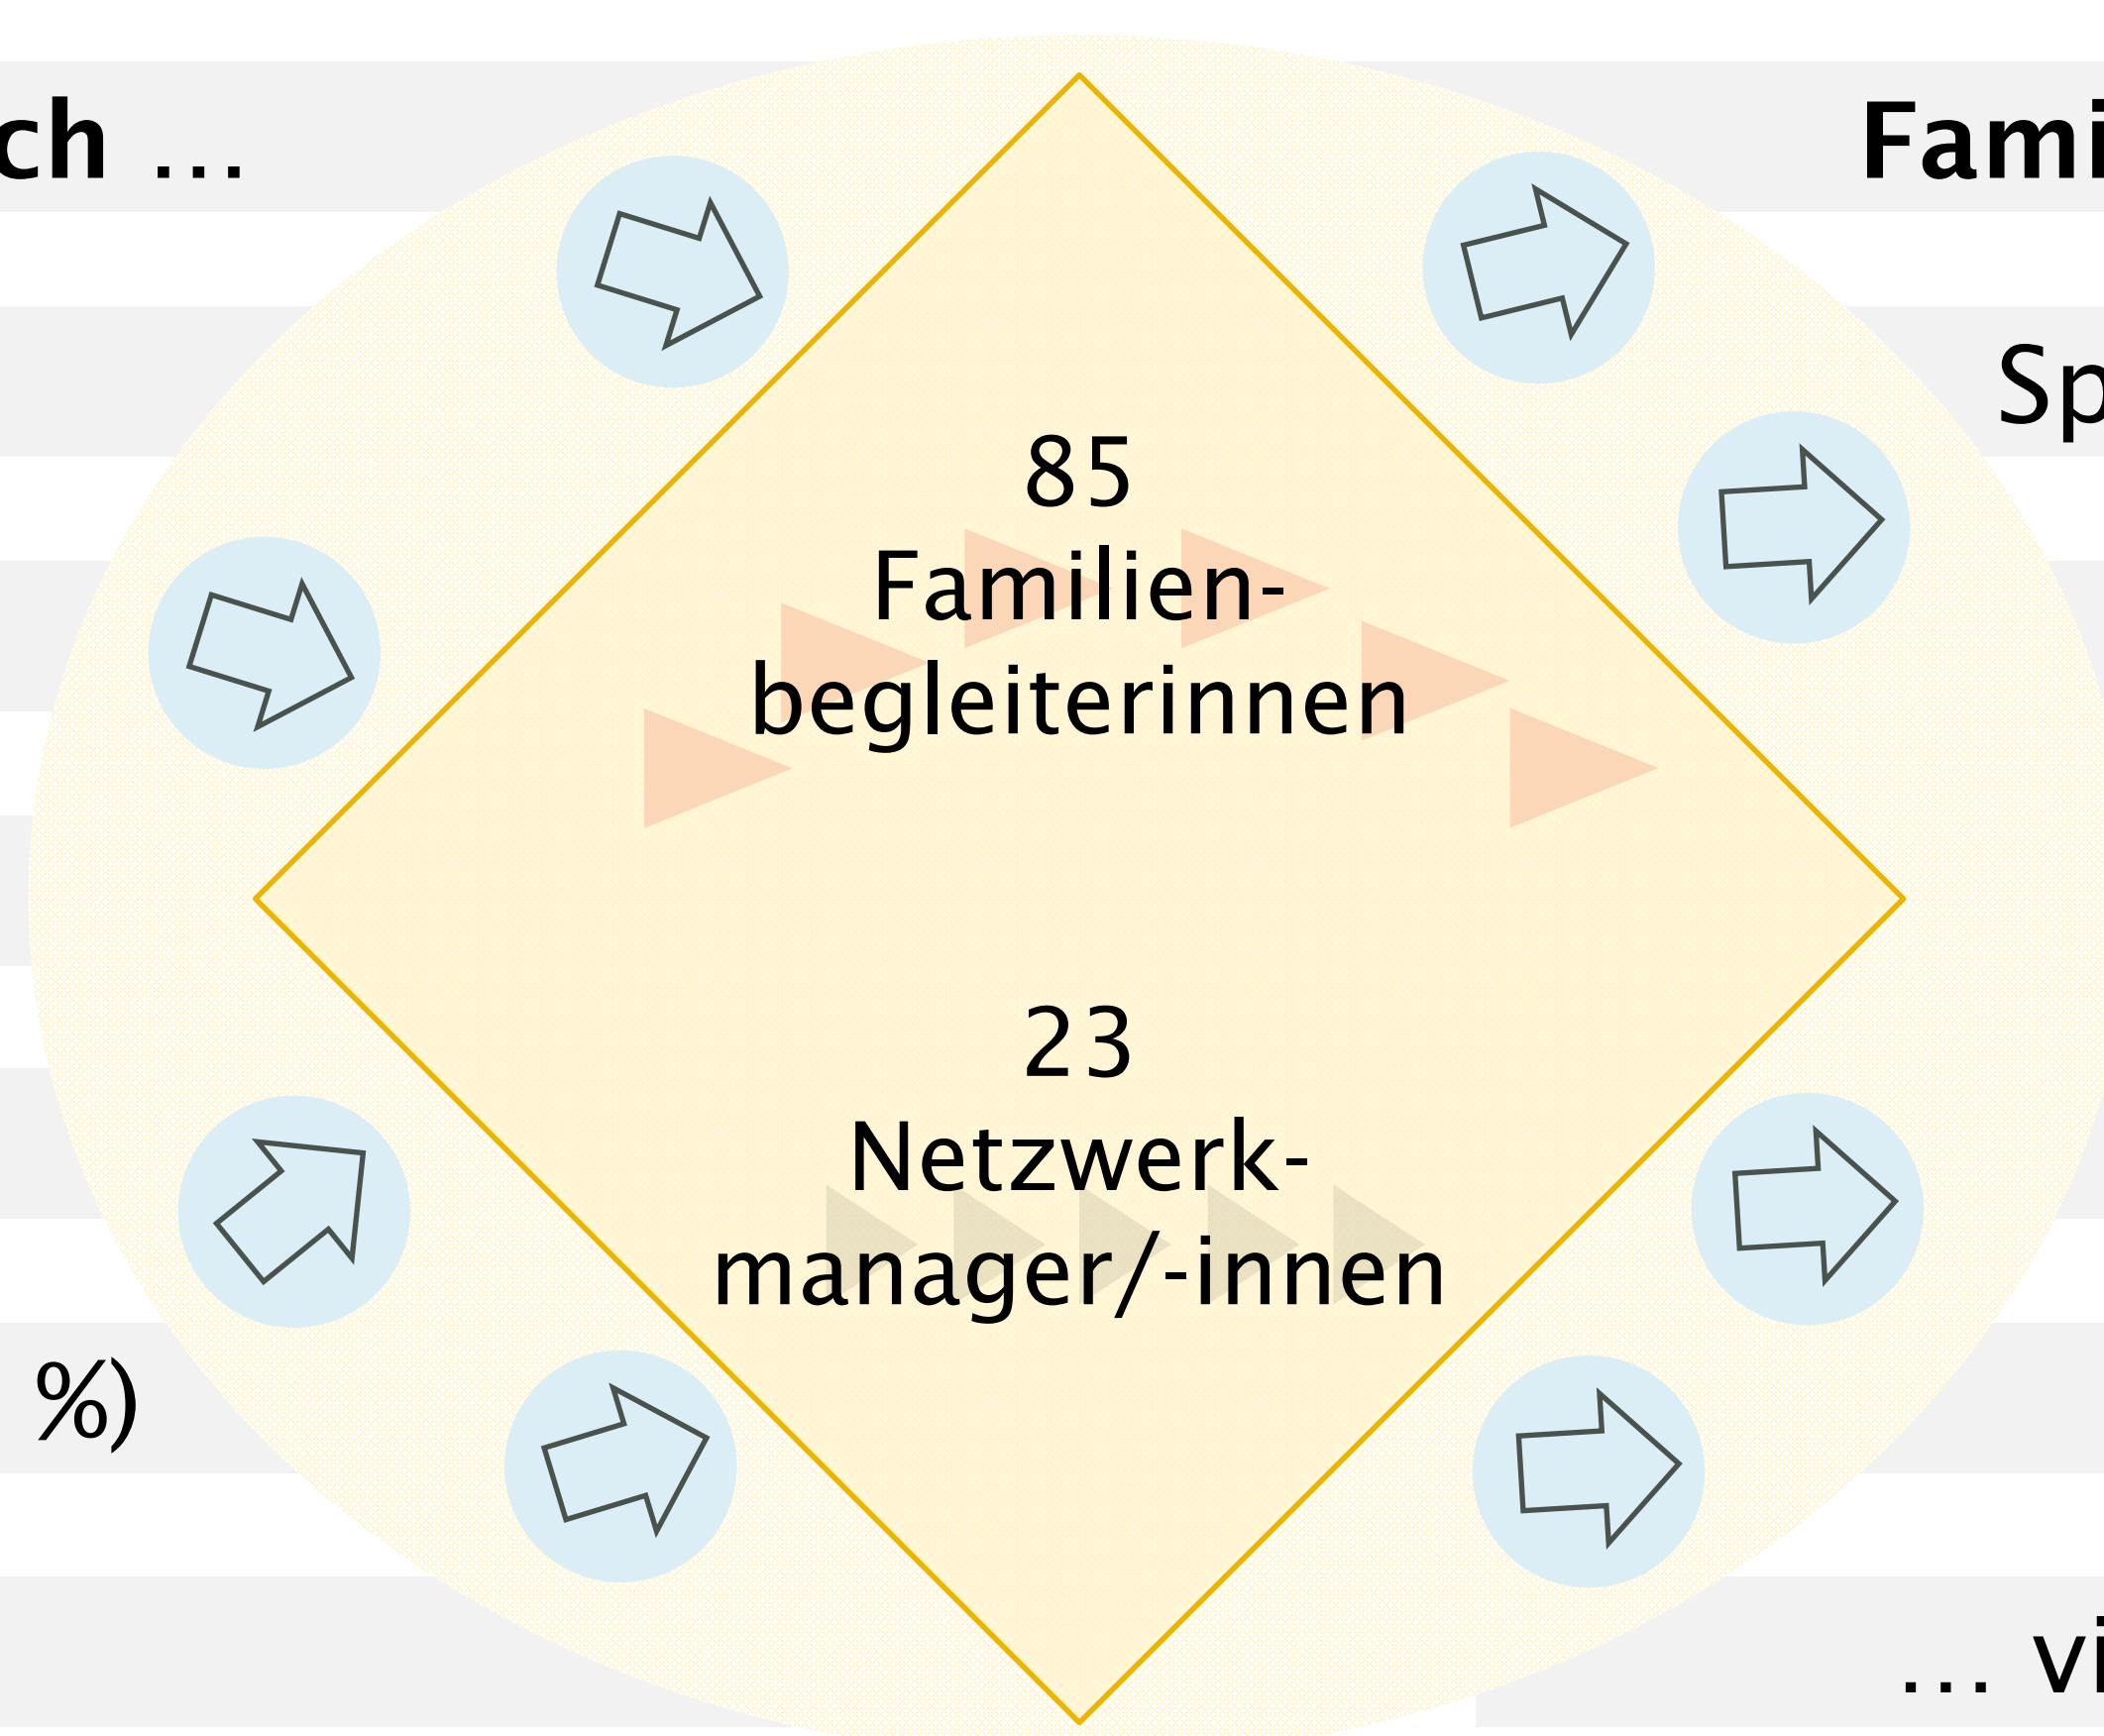 ch ...
Fami
Sp
85
Familien-
begleiterinnen
23
Netzwerk-
manager/-innen
%)
... vi